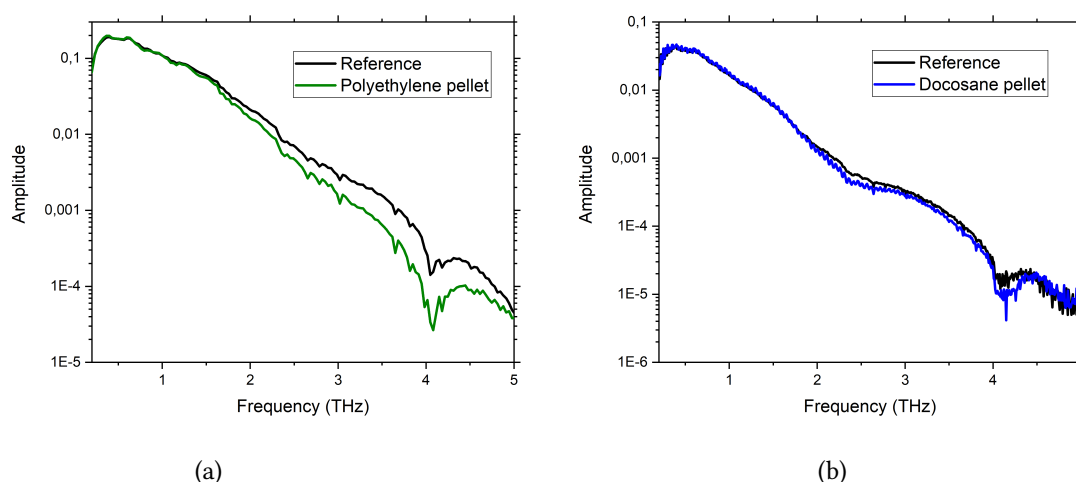 0,1
0,01
0,001
1E-4
1E-5
Amplitude
Reference
Polyethylene pellet
1 2 3 4 5
Frequency (THz)
(a)
0,1
0,01
0,001
1E-4
1E-5
1E-6
Amplitude
Reference
Docosane pellet
1 2 3 4
Frequency (THz)
(b)